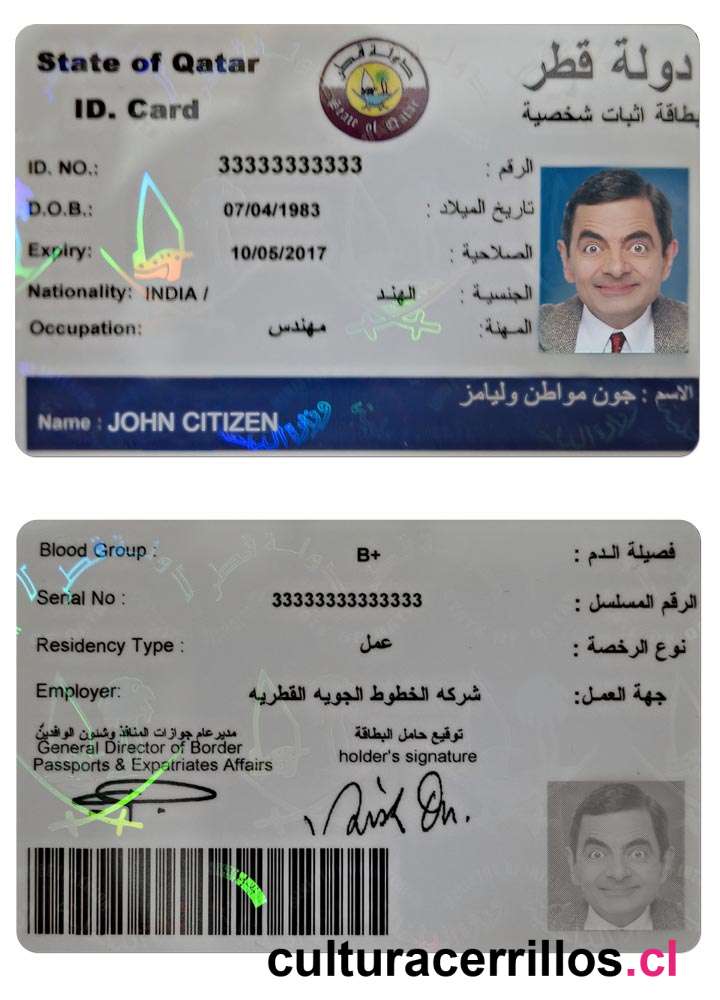 State of Qatar
دولة قطر
ID. Card
بطاقة اثبات شخصية
دولة قطر
State of Qatar
ID. NO.: 33333333333 الرقم :
D.O.B.: 07/04/1983 تاريخ الميلاد :
Expiry: 10/05/2017 الصلاحية :
Nationality: INDIA / الهند الجنسية :
Occupation: مهندس المهنة :
الاسم : جون مواطن وليامز
Name : JOHN CITIZEN
Blood Group : B+ فصيلة الدم :
Serial No : 33333333333333 الرقم المسلسل :
Residency Type : عمل نوع الرخصة :
Employer: شركه الخطوط الجويه القطريه جهة العمل:
مديرعام جوازات المنافذ وشئون الوافدين
توقيع حامل البطاقة
General Director of Border
holder's signature
Passports & Expatriates Affairs
culturacerrillos.cl